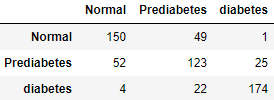 Normal Prediabetes diabetes
Normal 150 49 1
Prediabetes 52 123 25
diabetes 4 22 174